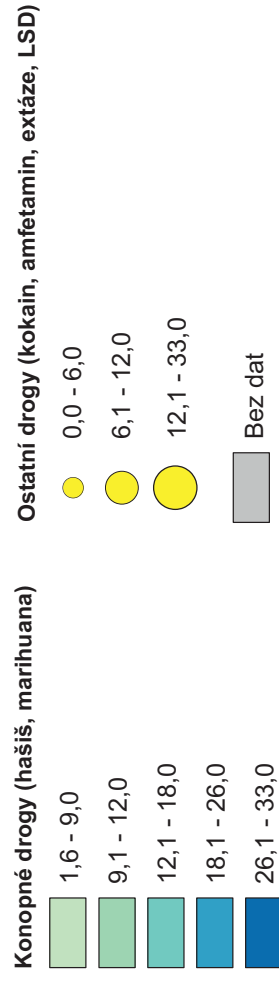 Konopné drogy (hašiš, marihuana)
1,6 - 9,0
9,1 - 12,0
12,1 - 18,0
18,1 - 26,0
26,1 - 33,0
Ostatní drogy (kokain, amfetamin, extáze, LSD)
0,0 - 6,0
6,1 - 12,0
12,1 - 33,0
Bez dat